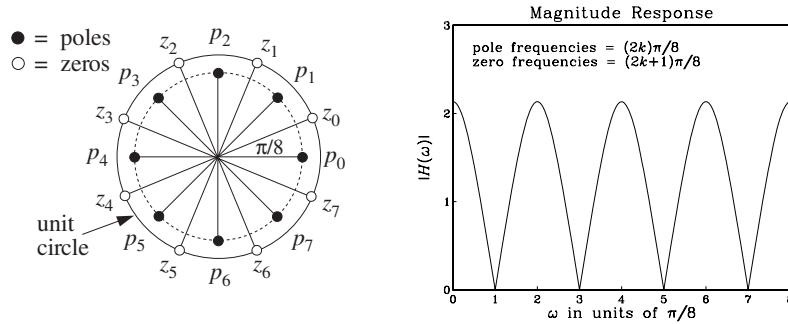 ● = poles
○ = zeros
p₀
p₁
p₂
p₃
p₄
p₅
p₆
p₇
z₀
z₁
z₂
z₃
z₄
z₅
z₆
z₇
π/8
unit
circle
Magnitude Response
pole frequencies = (2k)π/8
zero frequencies = (2k+1)π/8
|H(ω)|
3
2
1
0
0 1 2 3 4 5 6 7 8
ω in units of π/8